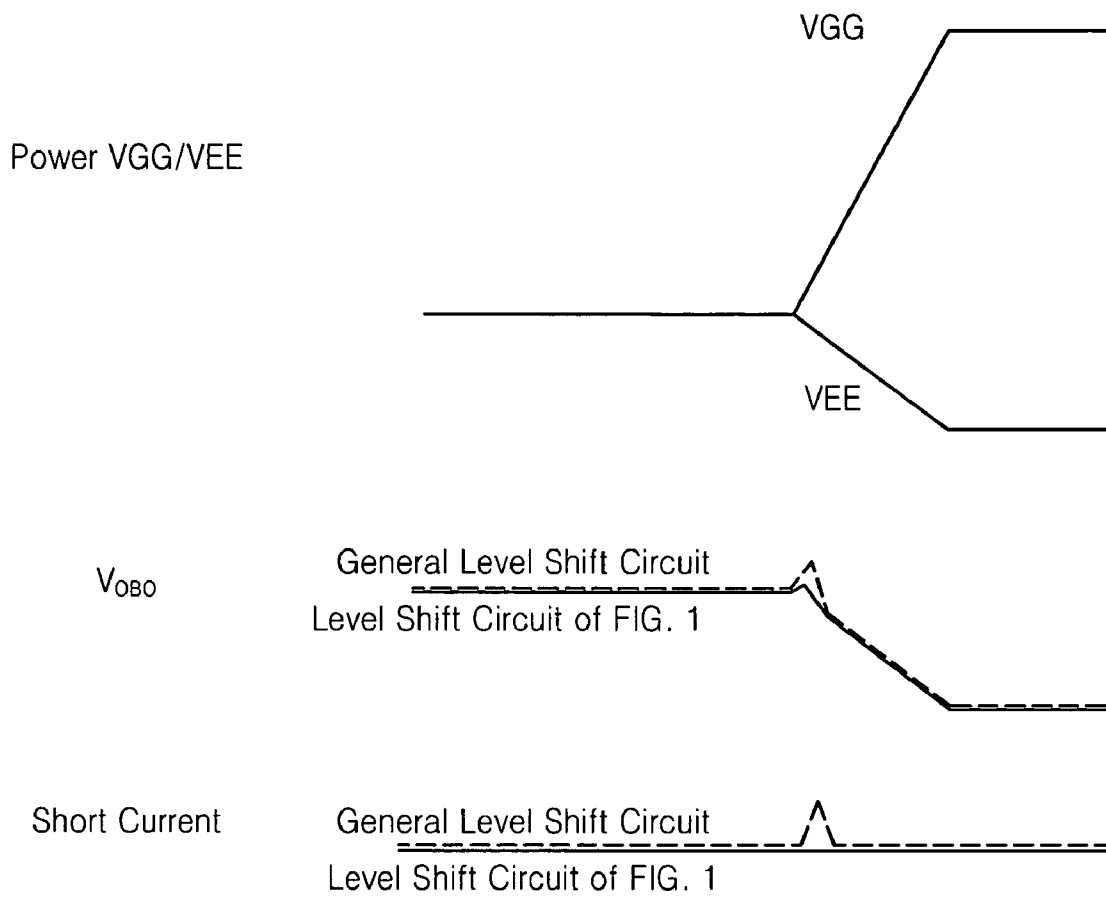 VGG
Power VGG/VEE
VEE
General Level Shift Circuit
VOBO
Level Shift Circuit of FIG. 1
Short Current
General Level Shift Circuit
Level Shift Circuit of FIG. 1